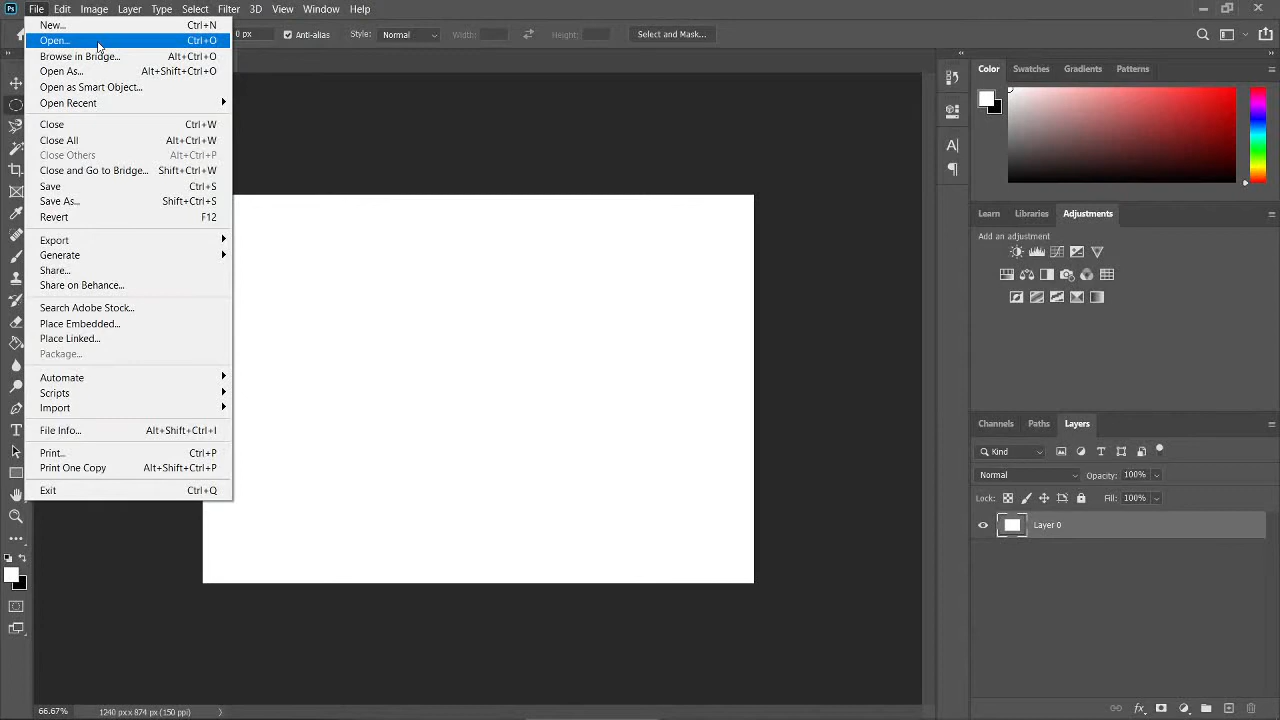 Ps File Edit Image Layer Type Select Filter 3D View Window Help
0 px Anti-alias Style: Normal Width: Height: Select and Mask...
New... Ctrl+N
Open... Ctrl+O
Browse in Bridge... Alt+Ctrl+O
Open As... Alt+Shift+Ctrl+O
Open as Smart Object...
Open Recent
Close Ctrl+W
Close All Alt+Ctrl+W
Close Others Alt+Ctrl+P
Close and Go to Bridge... Shift+Ctrl+W
Save Ctrl+S
Save As... Shift+Ctrl+S
Revert F12
Export
Generate
Share...
Share on Behance...
Search Adobe Stock...
Place Embedded...
Place Linked...
Package...
Automate
Scripts
Import
File Info... Alt+Shift+Ctrl+I
Print... Ctrl+P
Print One Copy Alt+Shift+Ctrl+P
Exit Ctrl+Q
Color Swatches Gradients Patterns
Learn Libraries Adjustments
Add an adjustment
Channels Paths Layers
Kind
Normal Opacity: 100%
Lock: Fill: 100%
Layer 0
66.67% 1240 px x 874 px (150 ppi)